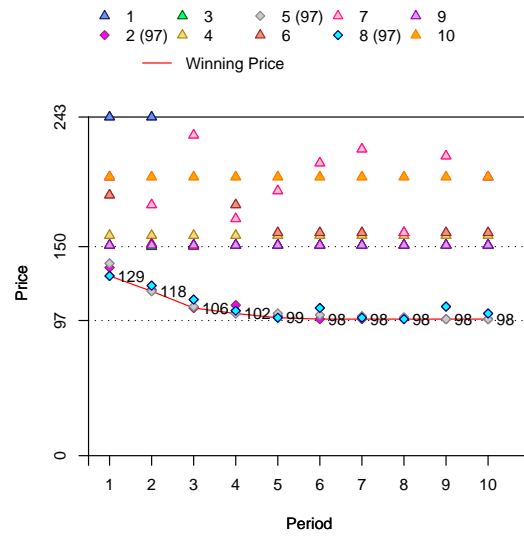 1 3 5 (97) 7 9
2 (97) 4 6 8 (97) 10
Winning Price
243
150
97
0
Price
129 118 106 102 99 98 98 98 98 98
1 2 3 4 5 6 7 8 9 10
Period